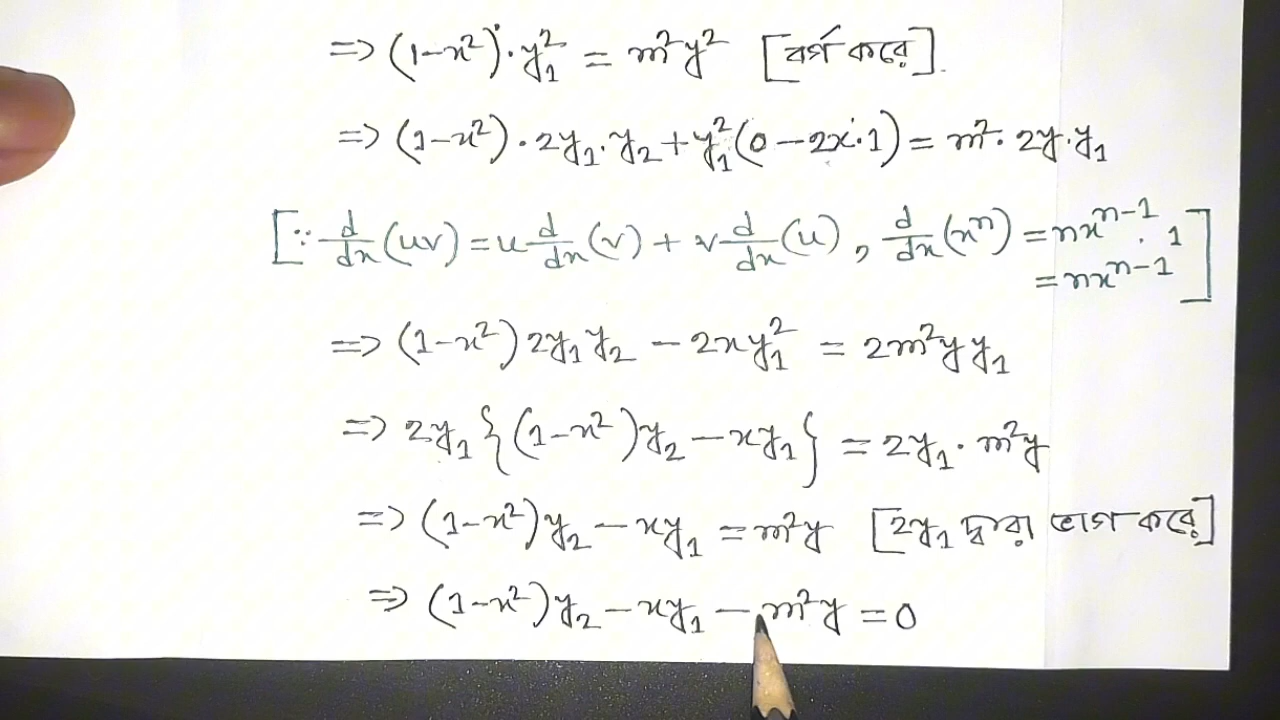 => (1-x²)·y₁² = m²y² [বর্গ করে]
=> (1-x²)·2y₁·y₂+y₁²(0-2x·1) = m²·2y·y₁
[∵ d/dx(uv) = u d/dx(v) + v d/dx(u), d/dx(xⁿ) = nxⁿ⁻¹·1
= nxⁿ⁻¹]
=> (1-x²)2y₁y₂ - 2xy₁² = 2m²yy₁
=> 2y₁{(1-x²)y₂ - xy₁} = 2y₁·m²y
=> (1-x²)y₂ - xy₁ = m²y [2y₁ দ্বারা ভাগ করে]
=> (1-x²)y₂ - xy₁ - m²y = 0